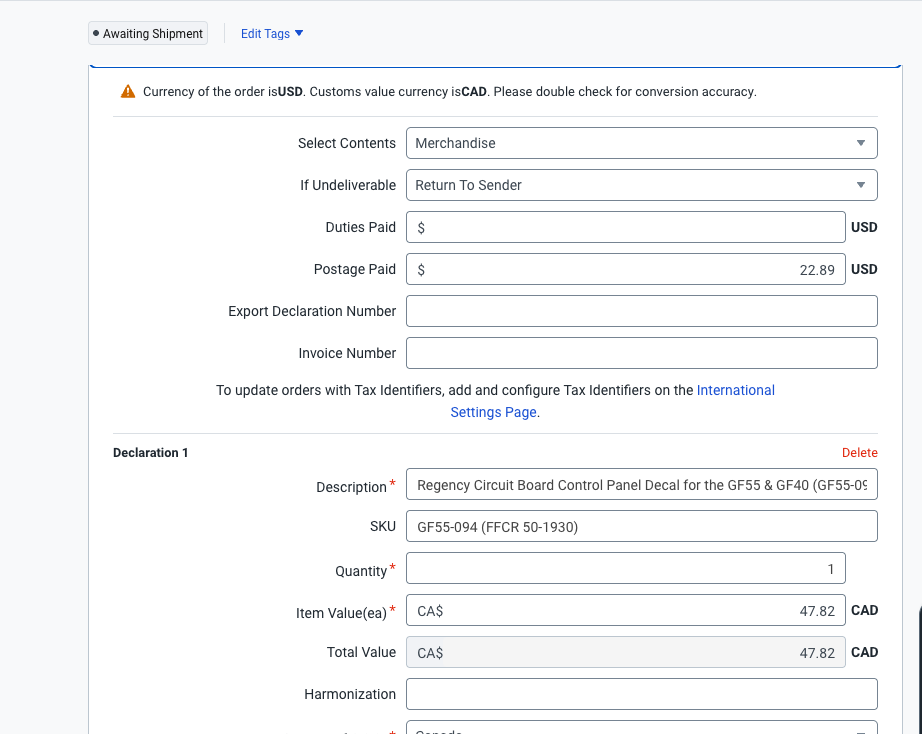 Awaiting Shipment
Edit Tags
Currency of the order isUSD. Customs value currency isCAD. Please double check for conversion accuracy.
Select Contents Merchandise
If Undeliverable Return To Sender
Duties Paid $ USD
Postage Paid $ 22.89 USD
Export Declaration Number
Invoice Number
To update orders with Tax Identifiers, add and configure Tax Identifiers on the International
Settings Page.
Declaration 1 Delete
Description * Regency Circuit Board Control Panel Decal for the GF55 & GF40 (GF55-09
SKU GF55-094 (FFCR 50-1930)
Quantity * 1
Item Value(ea) * CA$ 47.82 CAD
Total Value CA$ 47.82 CAD
Harmonization